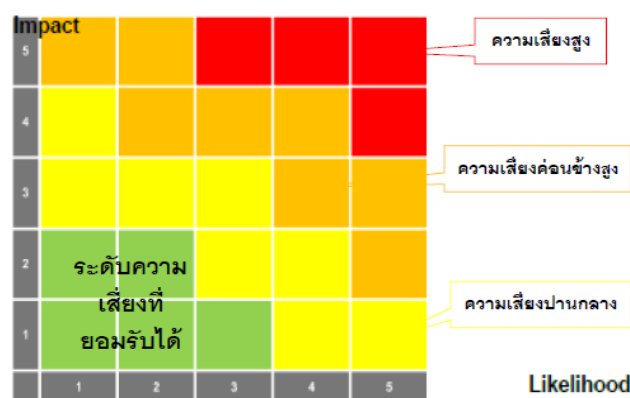 Impact
5
ความเสี่ยงสูง
4
3
ความเสี่ยงค่อนข้างสูง
2
ระดับความ
เสี่ยงที่
ยอมรับได้
ความเสี่ยงปานกลาง
1
1 2 3 4 5
Likelihood